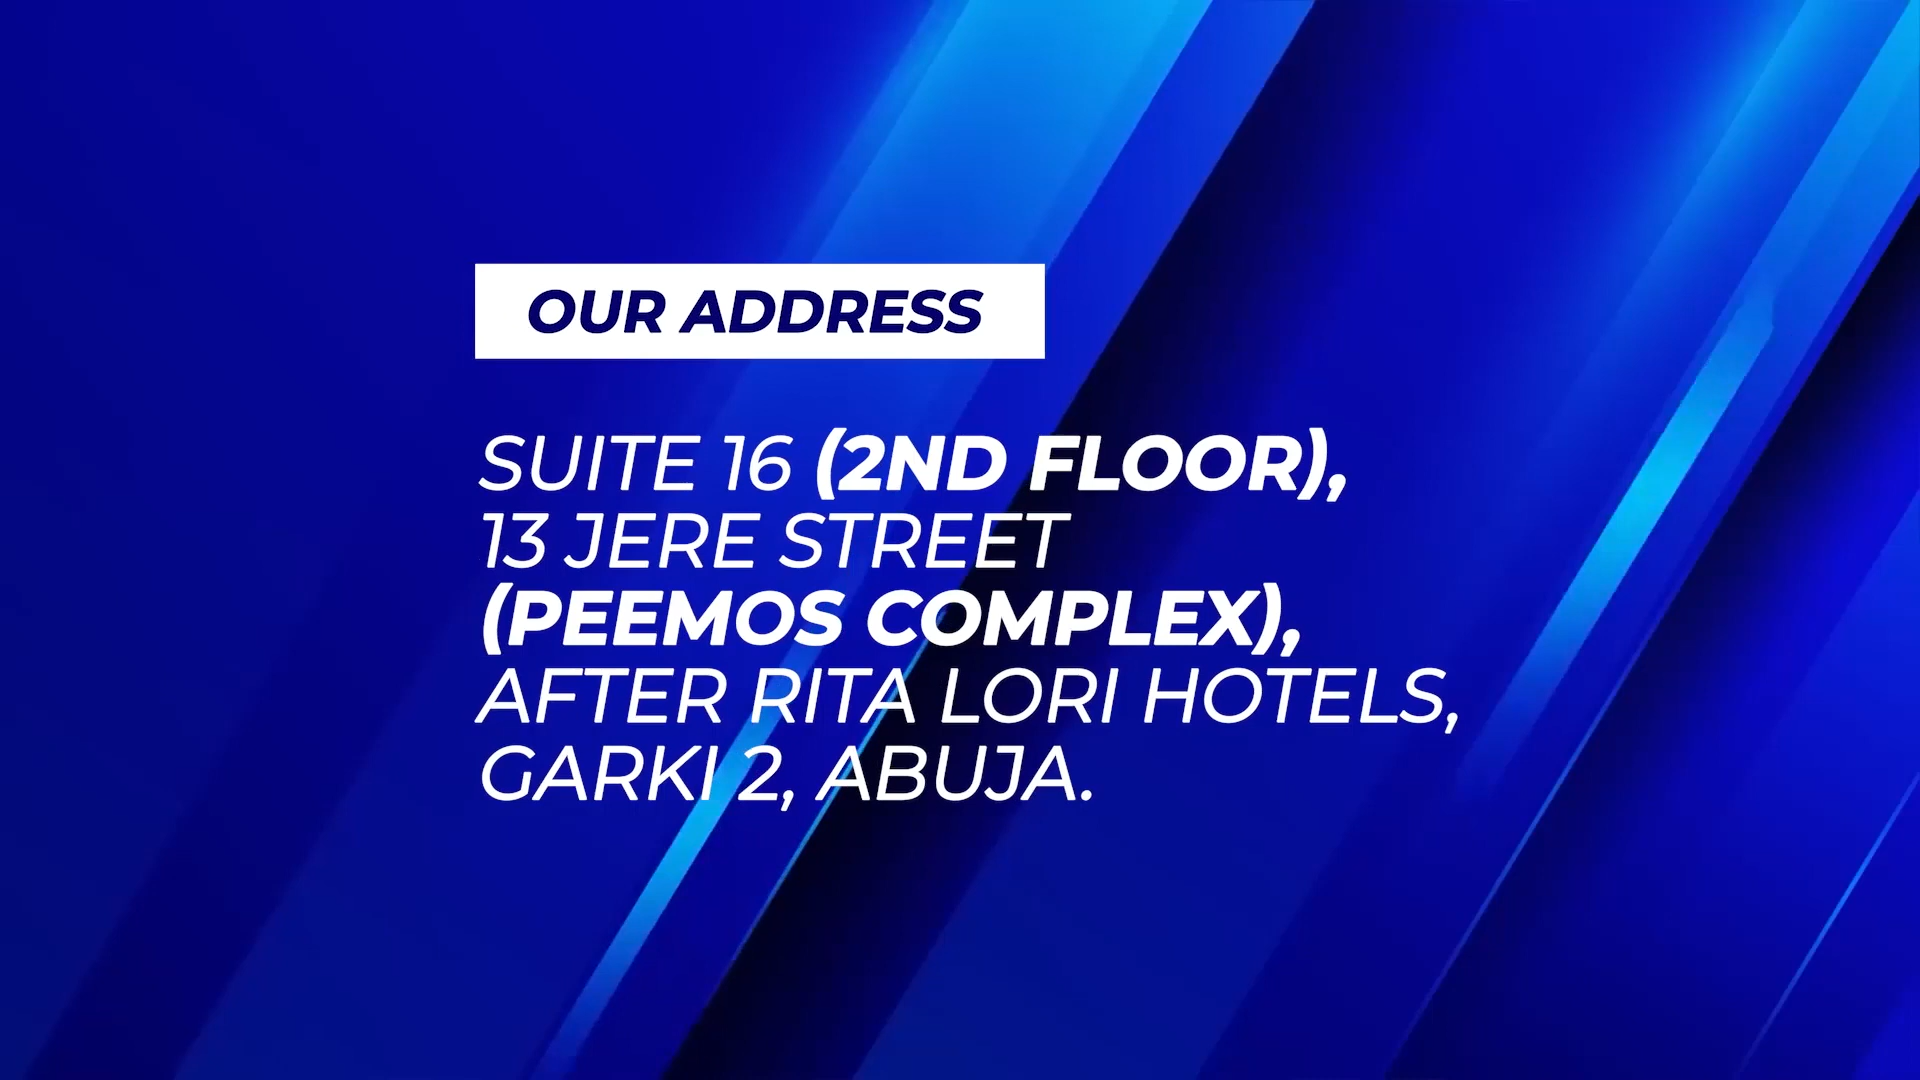 OUR ADDRESS
SUITE 16 (2ND FLOOR),
13 JERE STREET
(PEEMOS COMPLEX),
AFTER RITA LORI HOTELS,
GARKI 2, ABUJA.